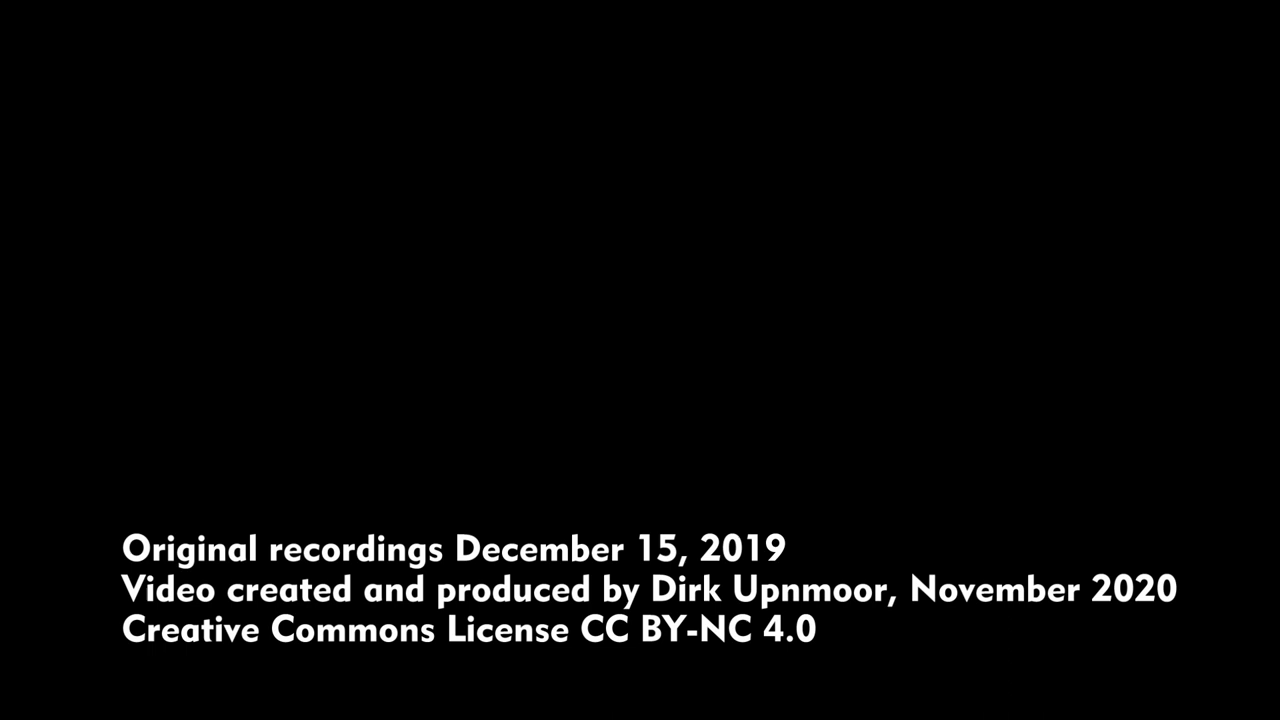 Original recordings December 15, 2019
Video created and produced by Dirk Upnmoor, November 2020
Creative Commons License CC BY-NC 4.0